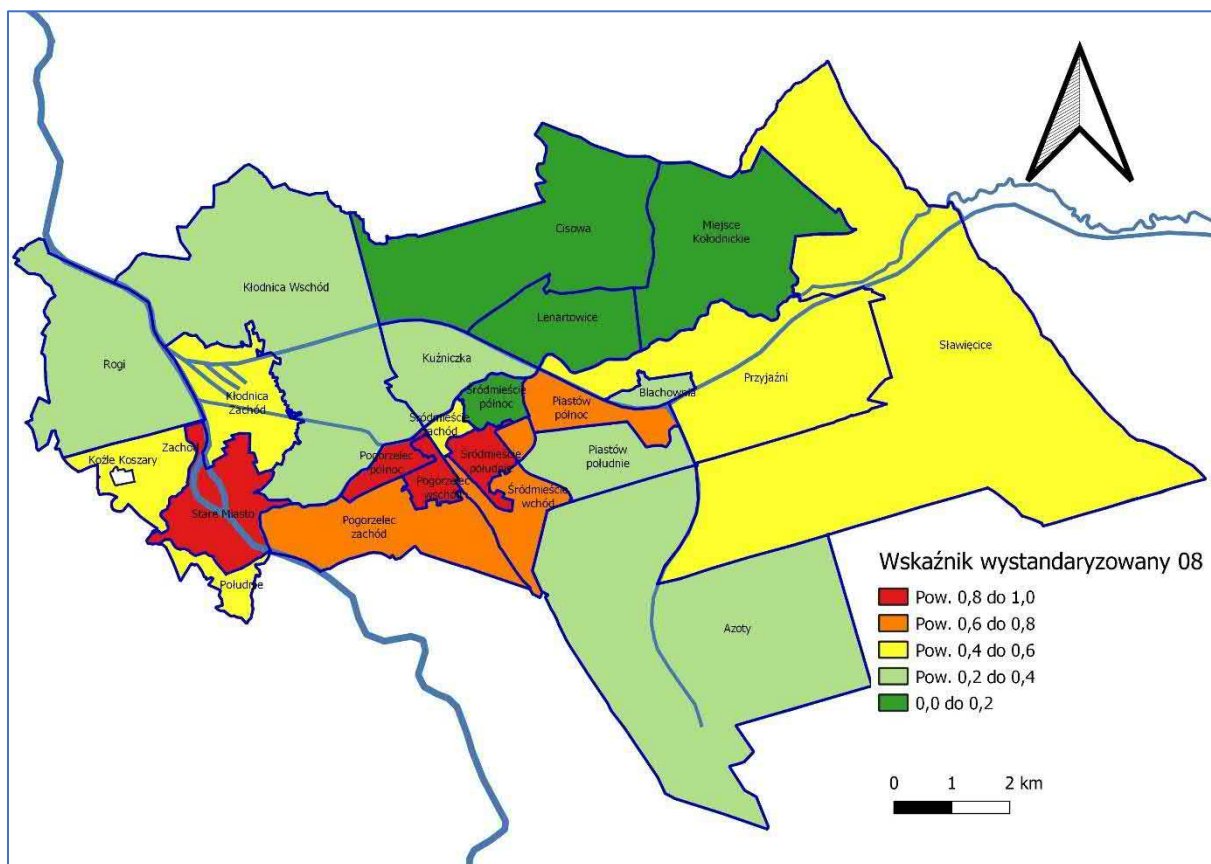 Cisowa
Miejsce
Kołodnickie
Kłodnica Wschód
Lenartowice
Sławięcice
Rogi
Kuźniczka
Przyjaźni
Blachownia
Śródmieście
północ
Piastów
północ
Kłodnica
Zachód
Śródmieście
zachód
Zachód
Koźle Koszary
Pogorzelec
północ
Śródmieście
południe
Piastów
południe
Pogorzelec
wschód
Śródmieście
wchód
Stare Miasto
Pogorzelec
zachód
Południe
Azoty
Wskaźnik wystandaryzowany 08
Pow. 0,8 do 1,0
Pow. 0,6 do 0,8
Pow. 0,4 do 0,6
Pow. 0,2 do 0,4
0,0 do 0,2
0 1 2 km